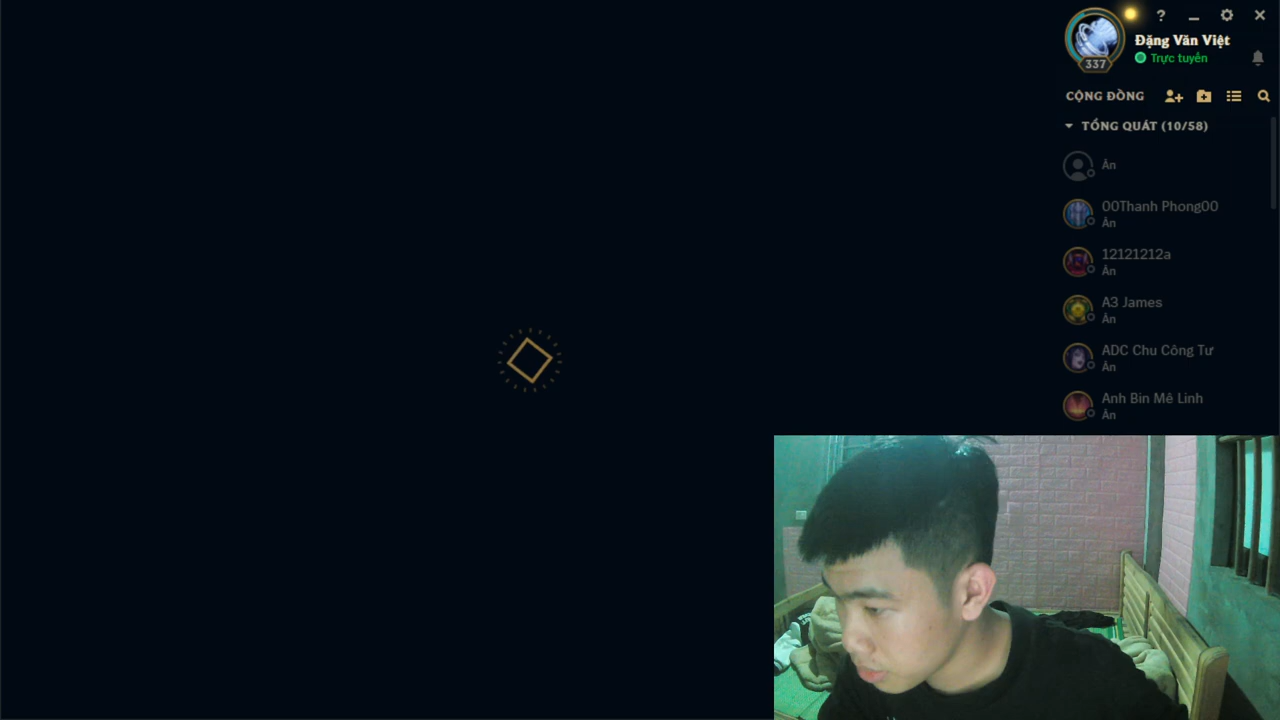 ?
Đặng Văn Việt
337
Trực tuyến
CỘNG ĐỒNG
TỔNG QUÁT (10/58)
Ẩn
00Thanh Phong00
Ẩn
12121212a
Ẩn
A3 James
Ẩn
ADC Chu Công Tư
Ẩn
Anh Bin Mê Linh
Ẩn